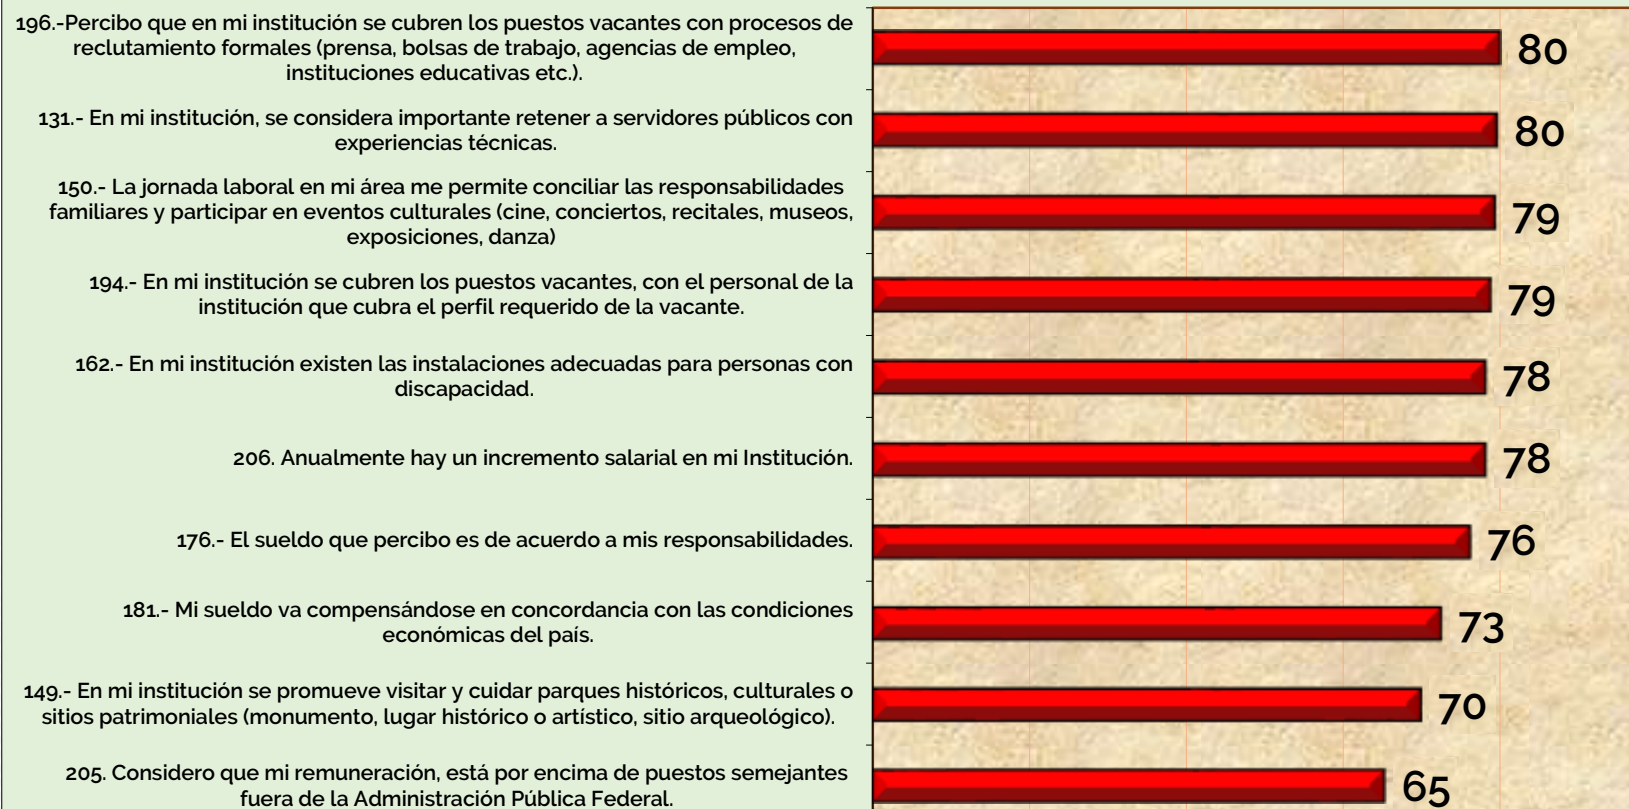 196.-Percibo que en mi institución se cubren los puestos vacantes con procesos de
reclutamiento formales (prensa, bolsas de trabajo, agencias de empleo,
instituciones educativas etc.).
80
131.- En mi institución, se considera importante retener a servidores públicos con
experiencias técnicas.
80
150.- La jornada laboral en mi área me permite conciliar las responsabilidades
familiares y participar en eventos culturales (cine, conciertos, recitales, museos,
exposiciones, danza)
79
194.- En mi institución se cubren los puestos vacantes, con el personal de la
institución que cubra el perfil requerido de la vacante.
79
162.- En mi institución existen las instalaciones adecuadas para personas con
discapacidad.
78
206. Anualmente hay un incremento salarial en mi Institución.
78
176.- El sueldo que percibo es de acuerdo a mis responsabilidades.
76
181.- Mi sueldo va compensándose en concordancia con las condiciones
económicas del país.
73
149.- En mi institución se promueve visitar y cuidar parques históricos, culturales o
sitios patrimoniales (monumento, lugar histórico o artístico, sitio arqueológico).
70
205. Considero que mi remuneración, está por encima de puestos semejantes
fuera de la Administración Pública Federal.
65